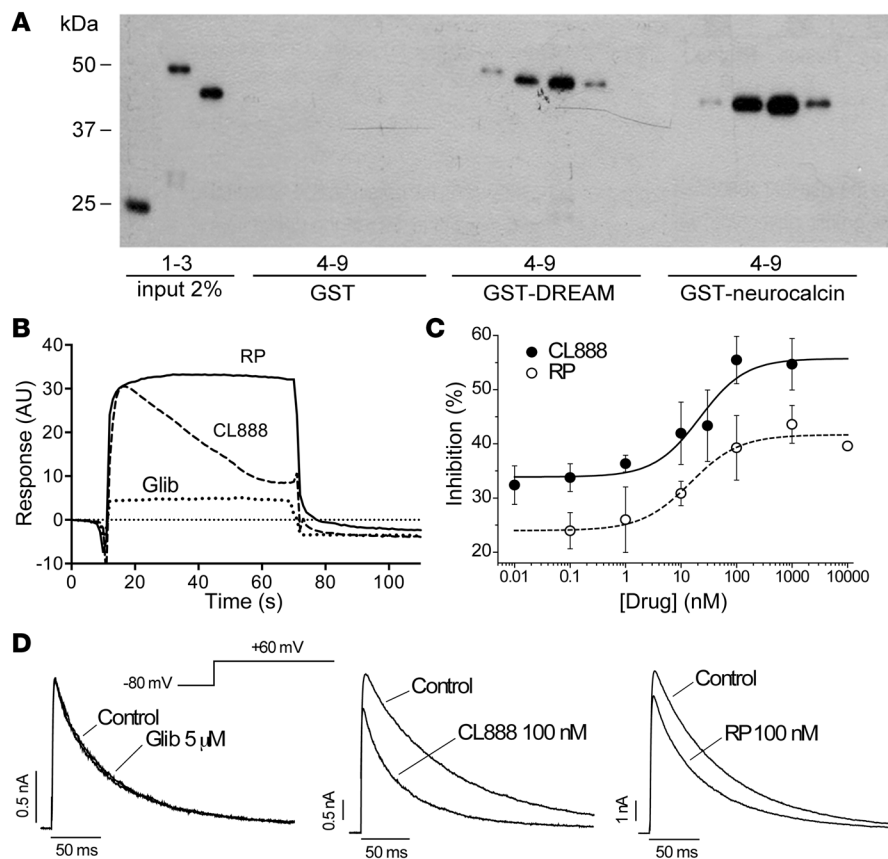 A
kDa
50
37
25
1-3
4-9
4-9
4-9
input 2%
GST
GST-DREAM
GST-neurocalcin
B
Response (AU)
40
30
20
10
0
-10
RP
CL888
Glib
0
20
40
60
80
100
Time (s)
C
Inhibition (%)
60
50
40
30
20
CL888
RP
0.01
0.1
1
10
100
1000
10000
[Drug] (nM)
D
+60 mV
-80 mV
Control
Glib 5 µM
0.5 nA
50 ms
Control
CL888 100 nM
0.5 nA
50 ms
Control
RP 100 nM
1 nA
50 ms